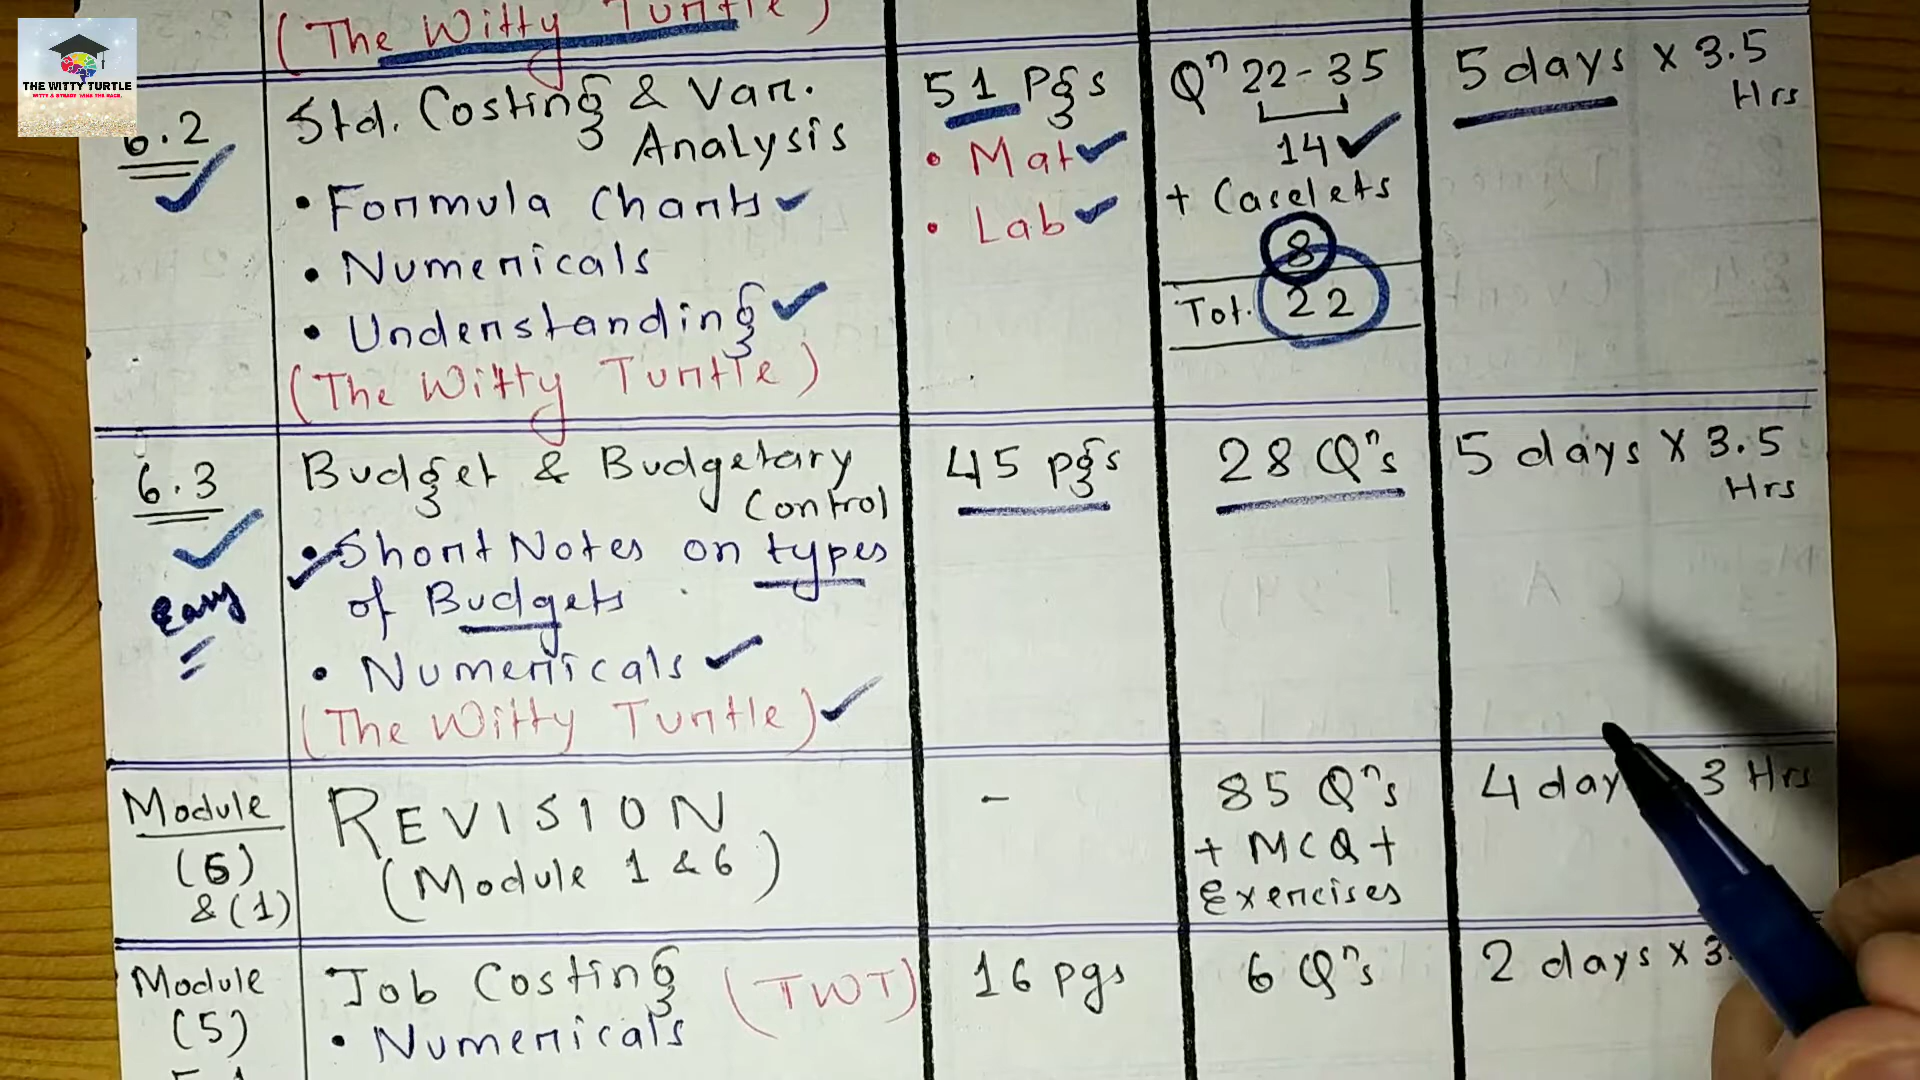 (The Witty Turtle)
THE WITTY TURTLE
6.2
Std. Costing & Var.
Analysis
• Formula Charts
• Numericals
• Understanding
(The Witty Turtle)
51 Pgs
• Mat
• Lab
Qⁿ 22-35
14
+ Caselets
8
Tot. 22
5 days x 3.5
Hrs
6.3
Easy
Budget & Budgetary
Control
• Short Notes on types
of Budgets
• Numericals
(The Witty Turtle)
45 pgs
28 Qⁿs
5 days x 3.5
Hrs
Module
(6)
& (1)
REVISION
(Module 1 & 6)
-
85 Qⁿs
+ MCQ +
Exercises
4 day 3 Hrs
Module
(5)
Job Costing (TWT)
• Numericals
16 pgs
6 Qⁿs
2 days x 3.